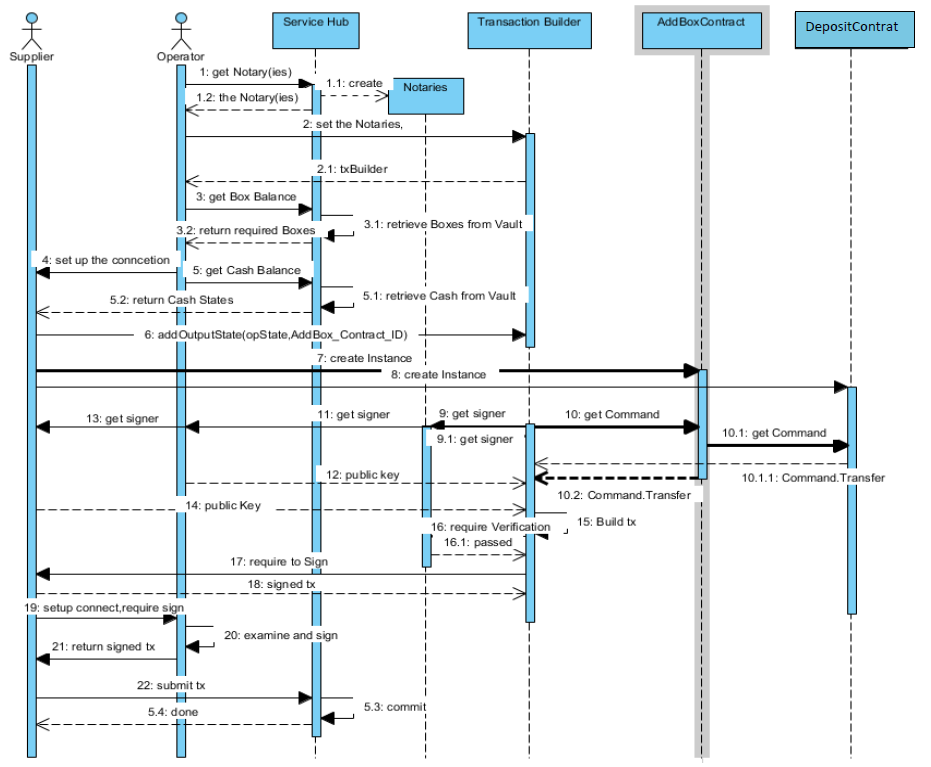 Service Hub
Transaction Builder
AddBoxContract
DepositContrat
Supplier
Operator
1: get Notary(ies)
1.1: create
Notaries
1.2: the Notary(ies)
2: set the Notaries,
2.1: txBuilder
3: get Box Balance
3.1: retrieve Boxes from Vault
3.2: return required Boxes
4: set up the conncetion
5: get Cash Balance
5.1: retrieve Cash from Vault
5.2: return Cash States
6: addOutputState(opState,AddBox_Contract_ID)
7: create Instance
8: create Instance
13: get signer
11: get signer
9: get signer
10: get Command
9.1: get signer
10.1: get Command
12: public key
10.1.1: Command.Transfer
10.2: Command.Transfer
14: public Key
15: Build tx
16: require Verification
16.1: passed
17: require to Sign
18: signed tx
19: setup connect,require sign
20: examine and sign
21: return signed tx
22: submit tx
5.3: commit
5.4: done